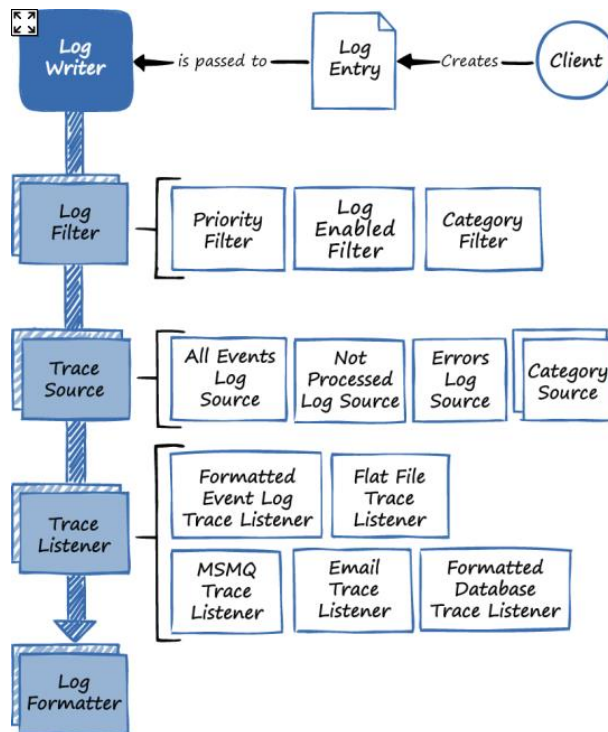 Log
Writer
is passed to
Log
Entry
Creates
Client
Log
Filter
Priority
Filter
Log
Enabled
Filter
Category
Filter
Trace
Source
All Events
Log
Source
Not
Processed
Log Source
Errors
Log
Source
Category
Source
Trace
Listener
Formatted
Event Log
Trace Listener
Flat File
Trace
Listener
MSMQ
Trace
Listener
Email
Trace
Listener
Formatted
Database
Trace Listener
Log
Formatter